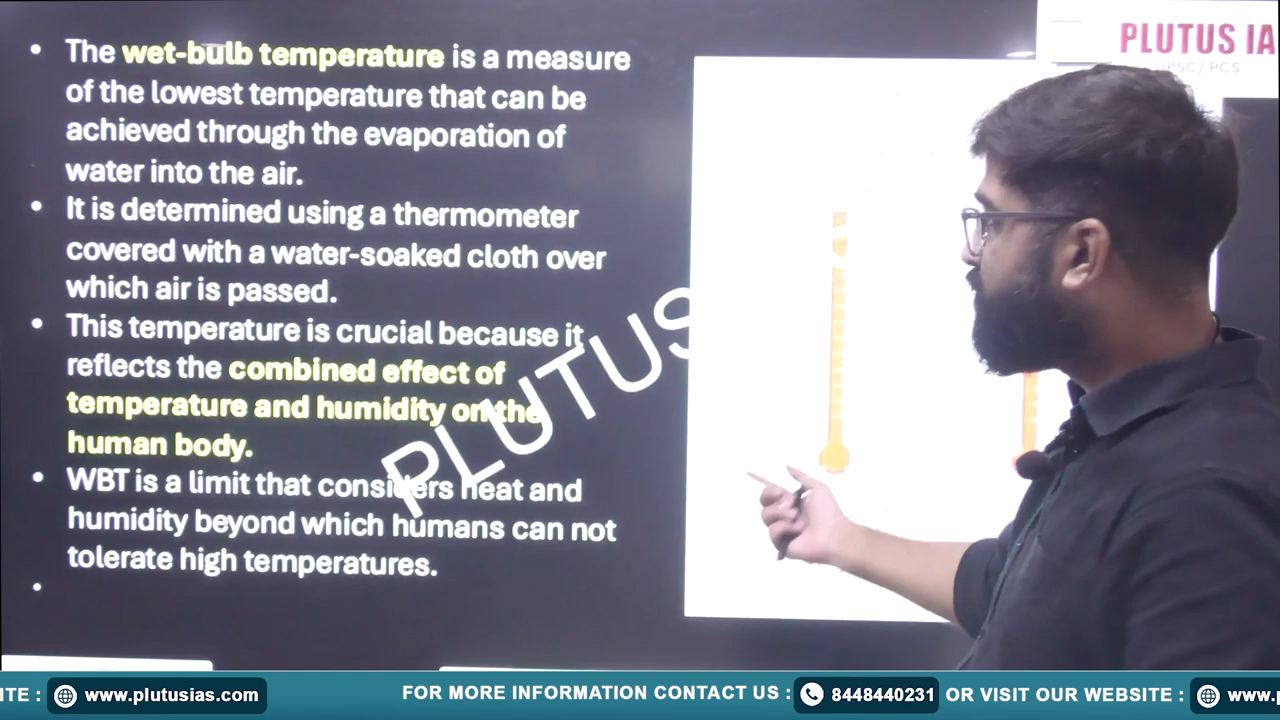 PLUTUS IA
UPSC/ PCS
• The wet-bulb temperature is a measure
of the lowest temperature that can be
achieved through the evaporation of
water into the air.
• It is determined using a thermometer
covered with a water-soaked cloth over
which air is passed.
• This temperature is crucial because it
reflects the combined effect of
temperature and humidity on the
human body.
• WBT is a limit that considers heat and
humidity beyond which humans can not
tolerate high temperatures.
•
PLUTUS
ITE : www.plutusias.com FOR MORE INFORMATION CONTACT US : 8448440231 OR VISIT OUR WEBSITE : www.p